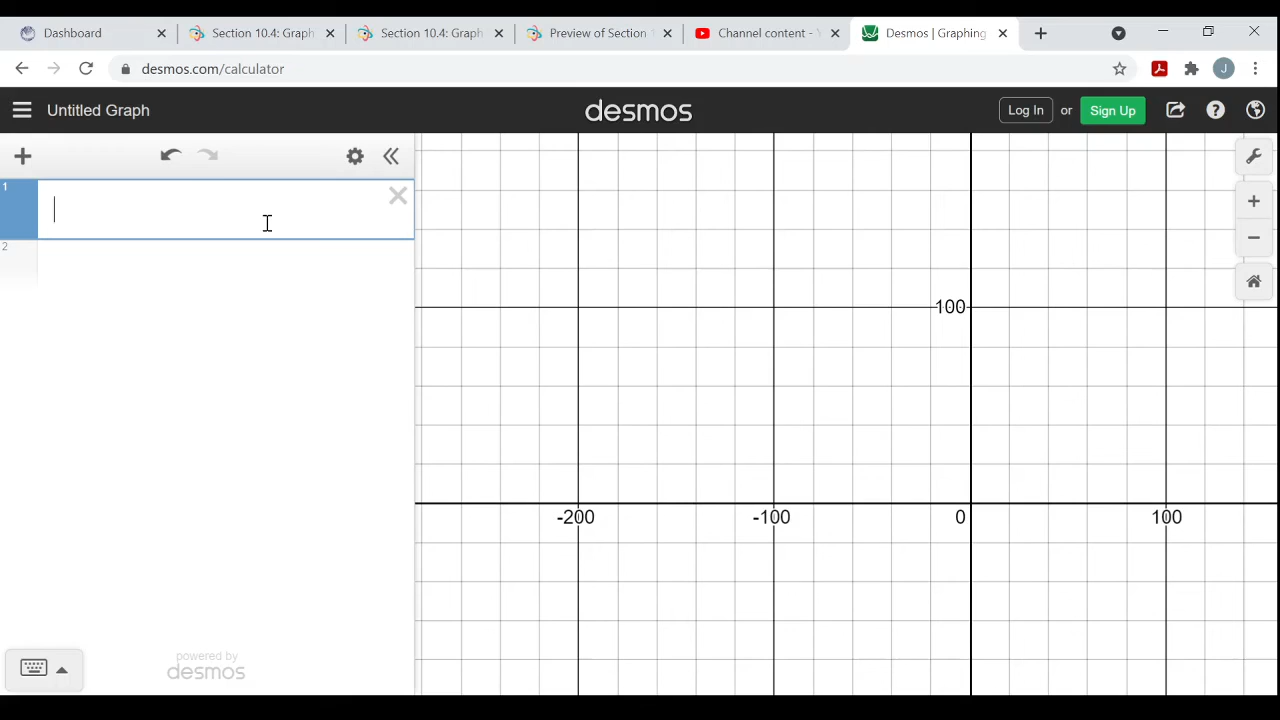 Dashboard
Section 10.4: Graph
Section 10.4: Graph
Preview of Section 1
Channel content - Y
Desmos | Graphing
desmos.com/calculator
J
Untitled Graph
desmos
Log In or Sign Up
1
2
100
-200
-100
0
100
powered by
desmos